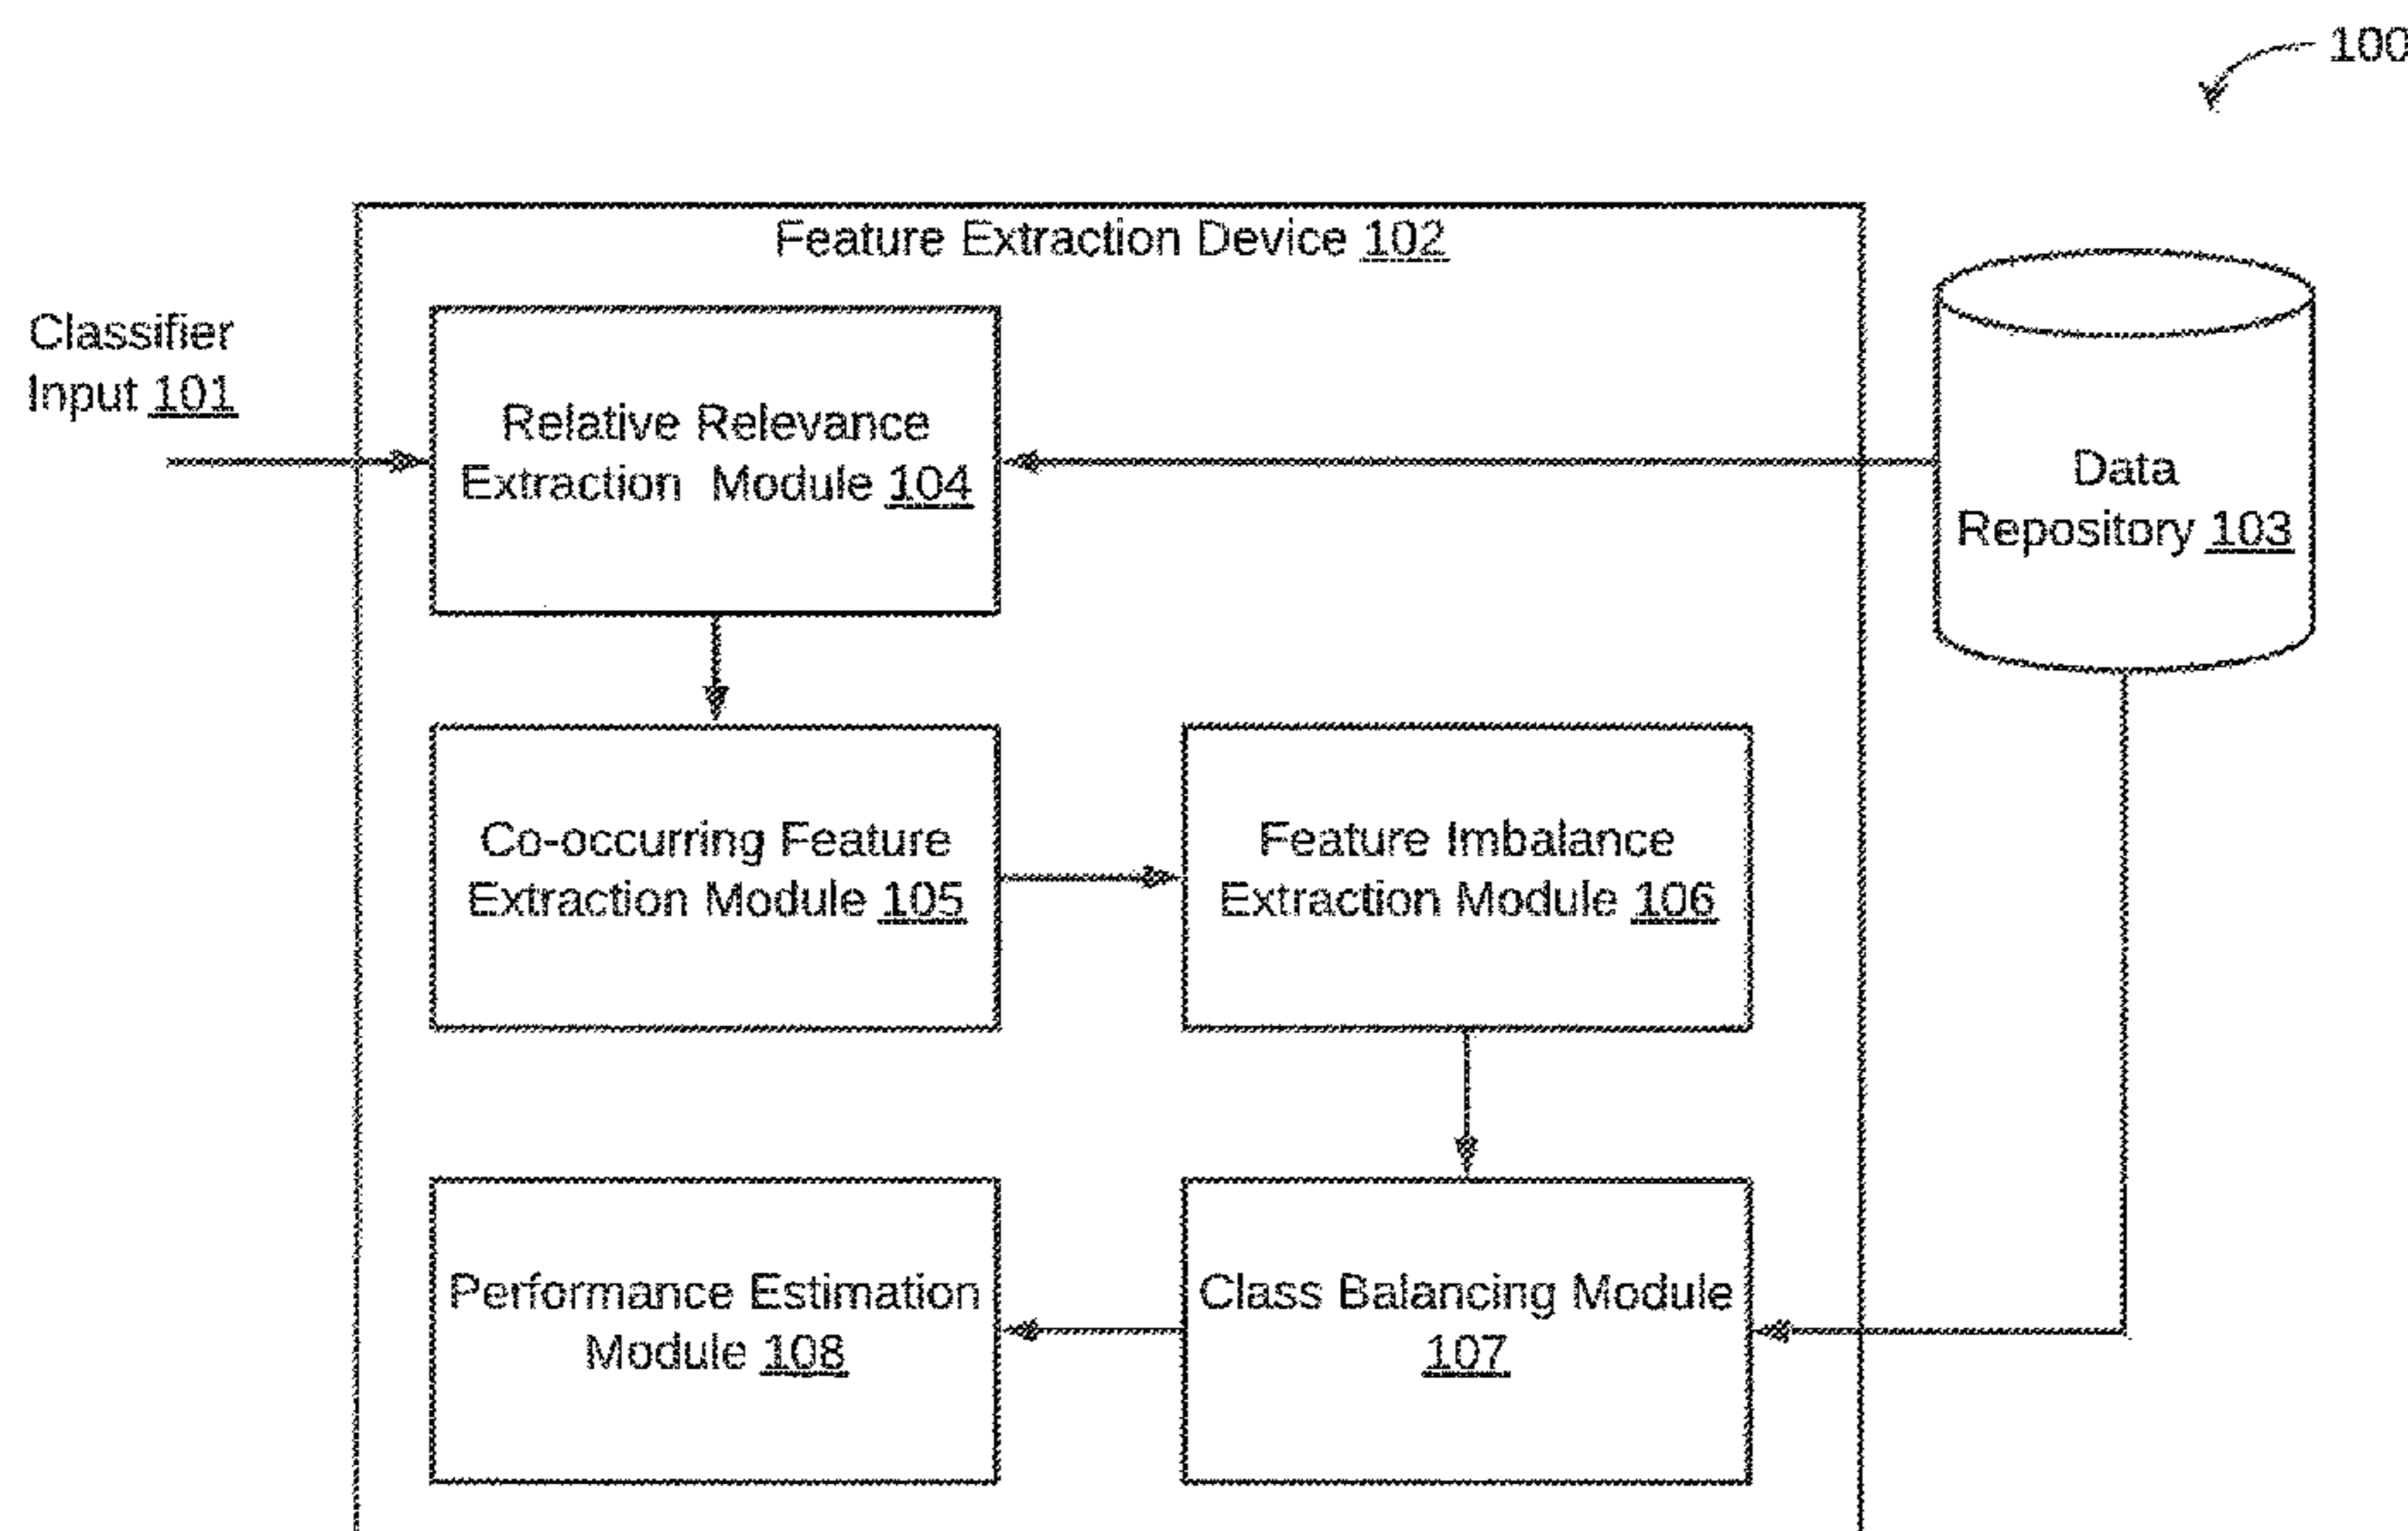 100
Feature Extraction Device 102
Classifier
Input 101
Relative Relevance
Extraction Module 104
Data
Repository 103
Co-occurring Feature
Extraction Module 105
Feature Imbalance
Extraction Module 106
Performance Estimation
Module 108
Class Balancing Module
107